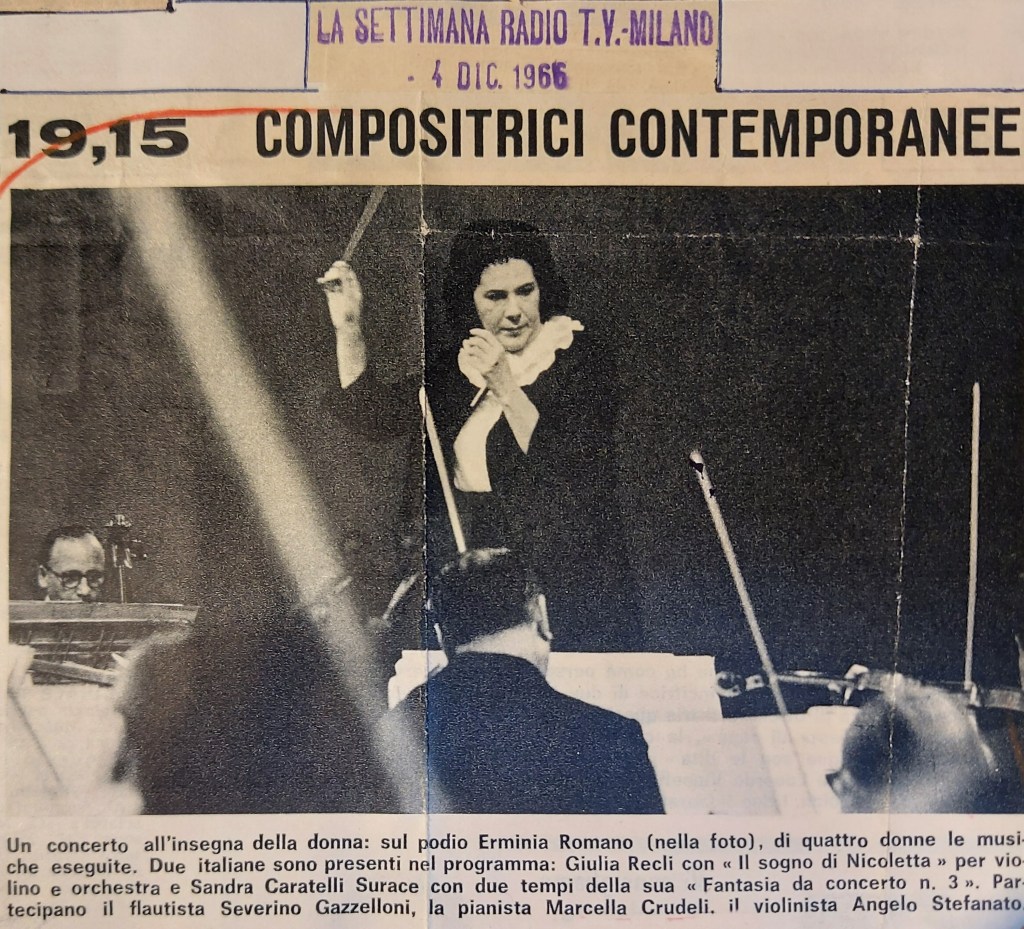 LA SETTIMANA RADIO T.V.-MILANO
- 4 DIC. 1966
19,15 COMPOSITRICI CONTEMPORANEE
Un concerto all'insegna della donna: sul podio Erminia Romano (nella foto), di quattro donne le musi-
che eseguite. Due italiane sono presenti nel programma: Giulia Recli con « Il sogno di Nicoletta » per vio-
lino e orchestra e Sandra Caratelli Surace con due tempi della sua « Fantasia da concerto n. 3 ». Par-
tecipano il flautista Severino Gazzelloni, la pianista Marcella Crudeli. il violinista Angelo Stefanato.